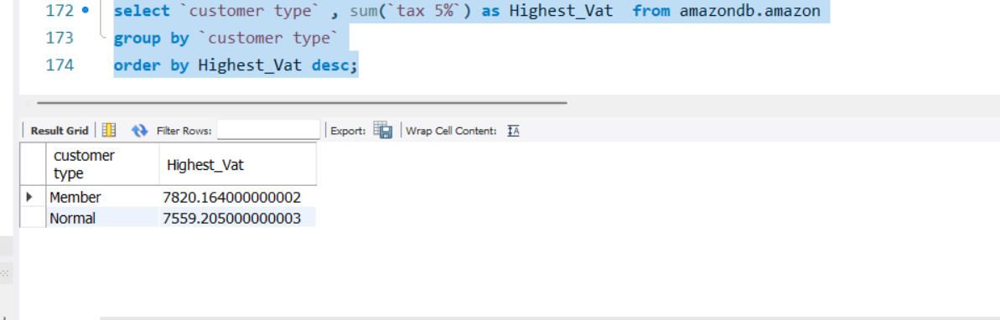 172 select `customer type` , sum(`tax 5%`) as Highest_Vat from amazondb.amazon
173 group by `customer type`
174 order by Highest_Vat desc;
Result Grid Filter Rows: Export: Wrap Cell Content:
customer type Highest_Vat
Member 7820.164000000002
Normal 7559.205000000003